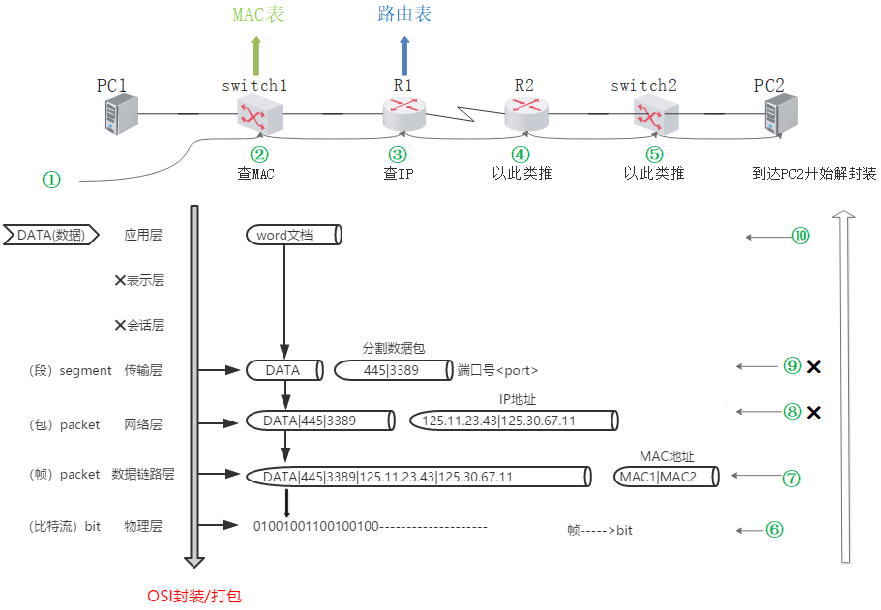 MAC表
路由表
PC1
switch1
R1
R2
switch2
PC2
①
②
③
④
⑤
查MAC
查IP
以此类推
以此类推
到达PC2开始解封装
DATA(数据)
应用层
word文档
⑩
×表示层
×会话层
分割数据包
(段) segment 传输层
DATA
445|3389
端口号<port>
⑨ ×
IP地址
(包) packet 网络层
DATA|445|3389
125.11.23.43|125.30.67.11
⑧ ×
MAC地址
(帧) packet 数据链路层
DATA|445|3389|125.11.23.43|125.30.67.11
MAC1|MAC2
⑦
(比特流) bit 物理层
01001001100100100--------------------
帧----->bit
⑥
OSI封装/打包